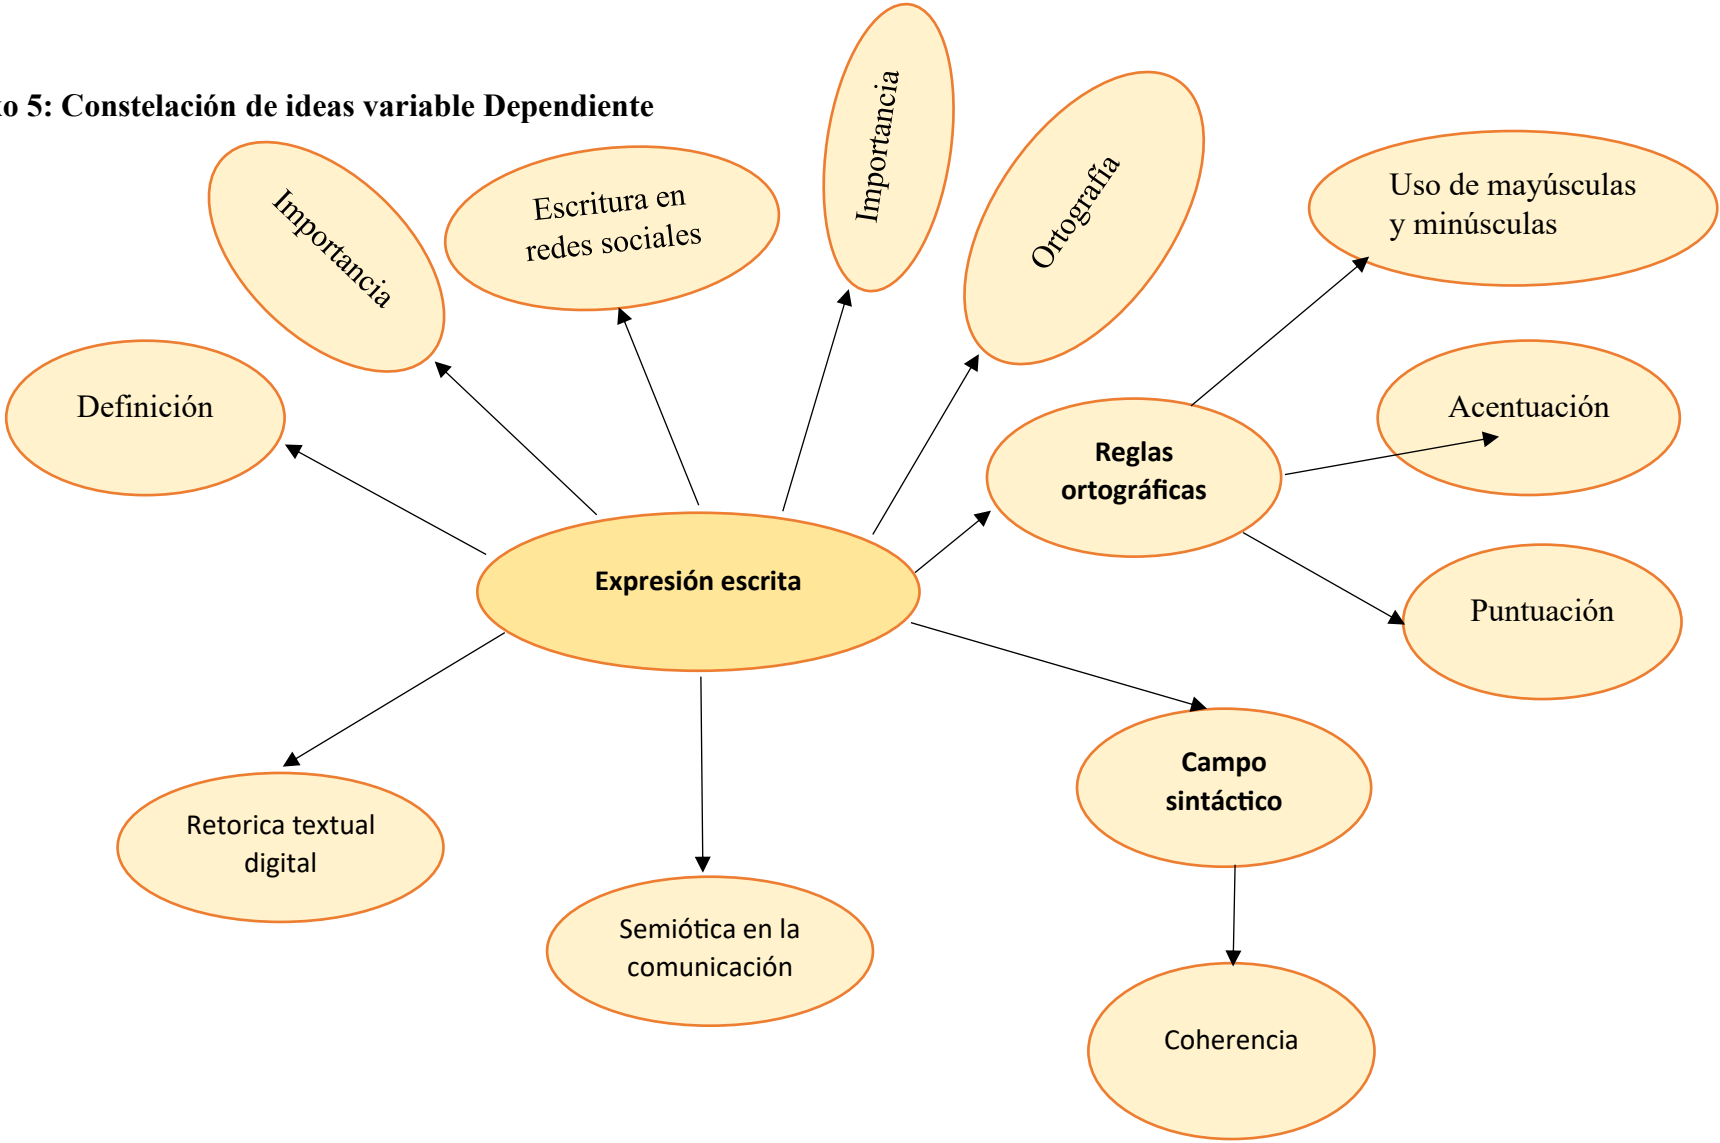 o 5: Constelación de ideas variable Dependiente
Importancia
Escritura en
redes sociales
Importancia
Ortografía
Uso de mayúsculas
y minúsculas
Definición
Acentuación
Reglas
ortográficas
Expresión escrita
Puntuación
Campo
sintáctico
Retorica textual
digital
Semiótica en la
comunicación
Coherencia